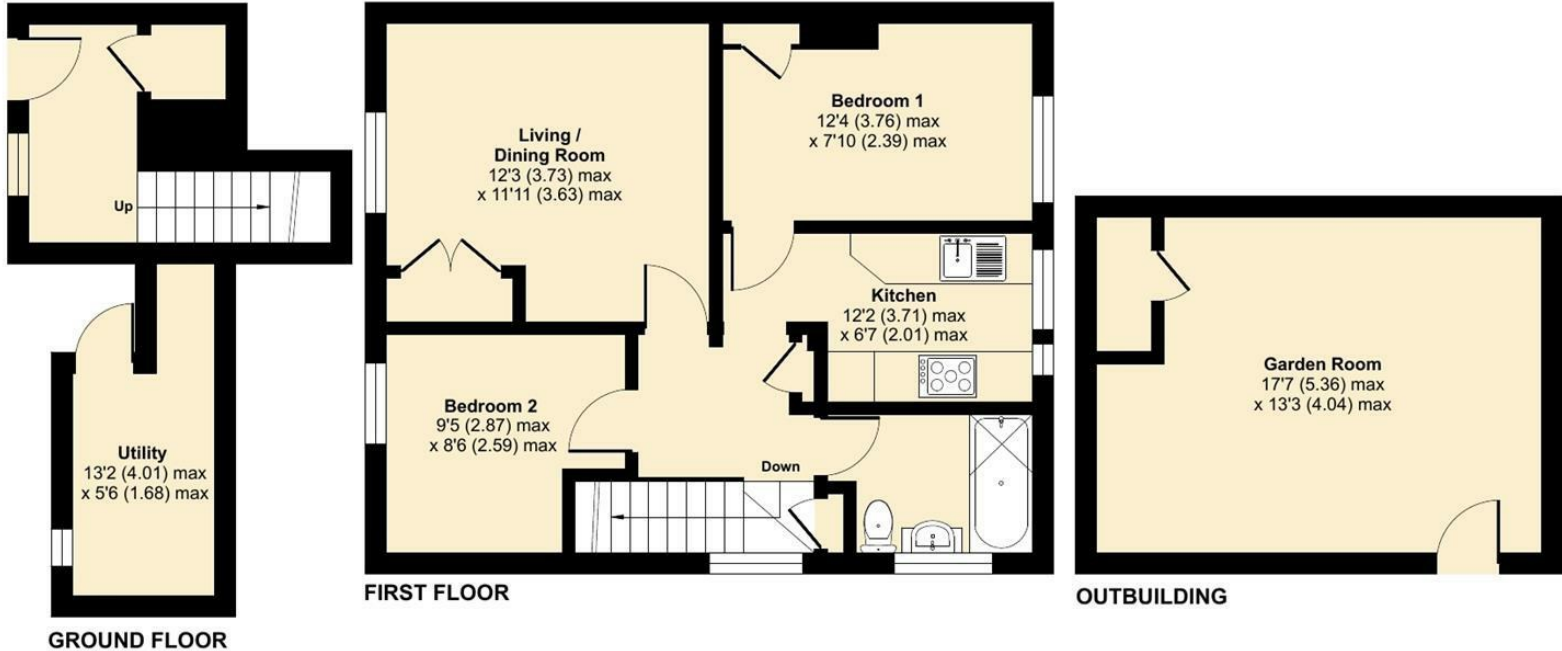 Up
Utility
13'2 (4.01) max
x 5'6 (1.68) max
GROUND FLOOR
Living /
Dining Room
12'3 (3.73) max
x 11'11 (3.63) max
Bedroom 1
12'4 (3.76) max
x 7'10 (2.39) max
Kitchen
12'2 (3.71) max
x 6'7 (2.01) max
Bedroom 2
9'5 (2.87) max
x 8'6 (2.59) max
Down
FIRST FLOOR
Garden Room
17'7 (5.36) max
x 13'3 (4.04) max
OUTBUILDING